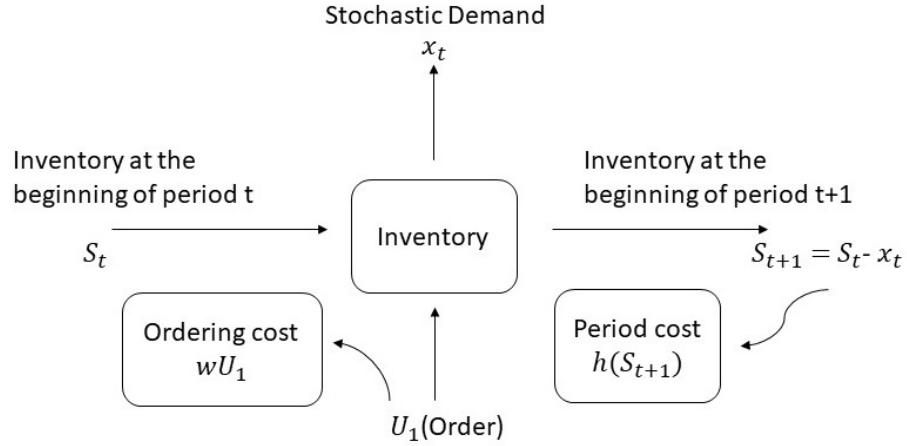 Stochastic Demand
x_t
Inventory at the
beginning of period t
Inventory at the
beginning of period t+1
Inventory
S_t
S_{t+1} = S_t- x_t
Ordering cost
wU_1
Period cost
h(S_{t+1})
U_1(Order)